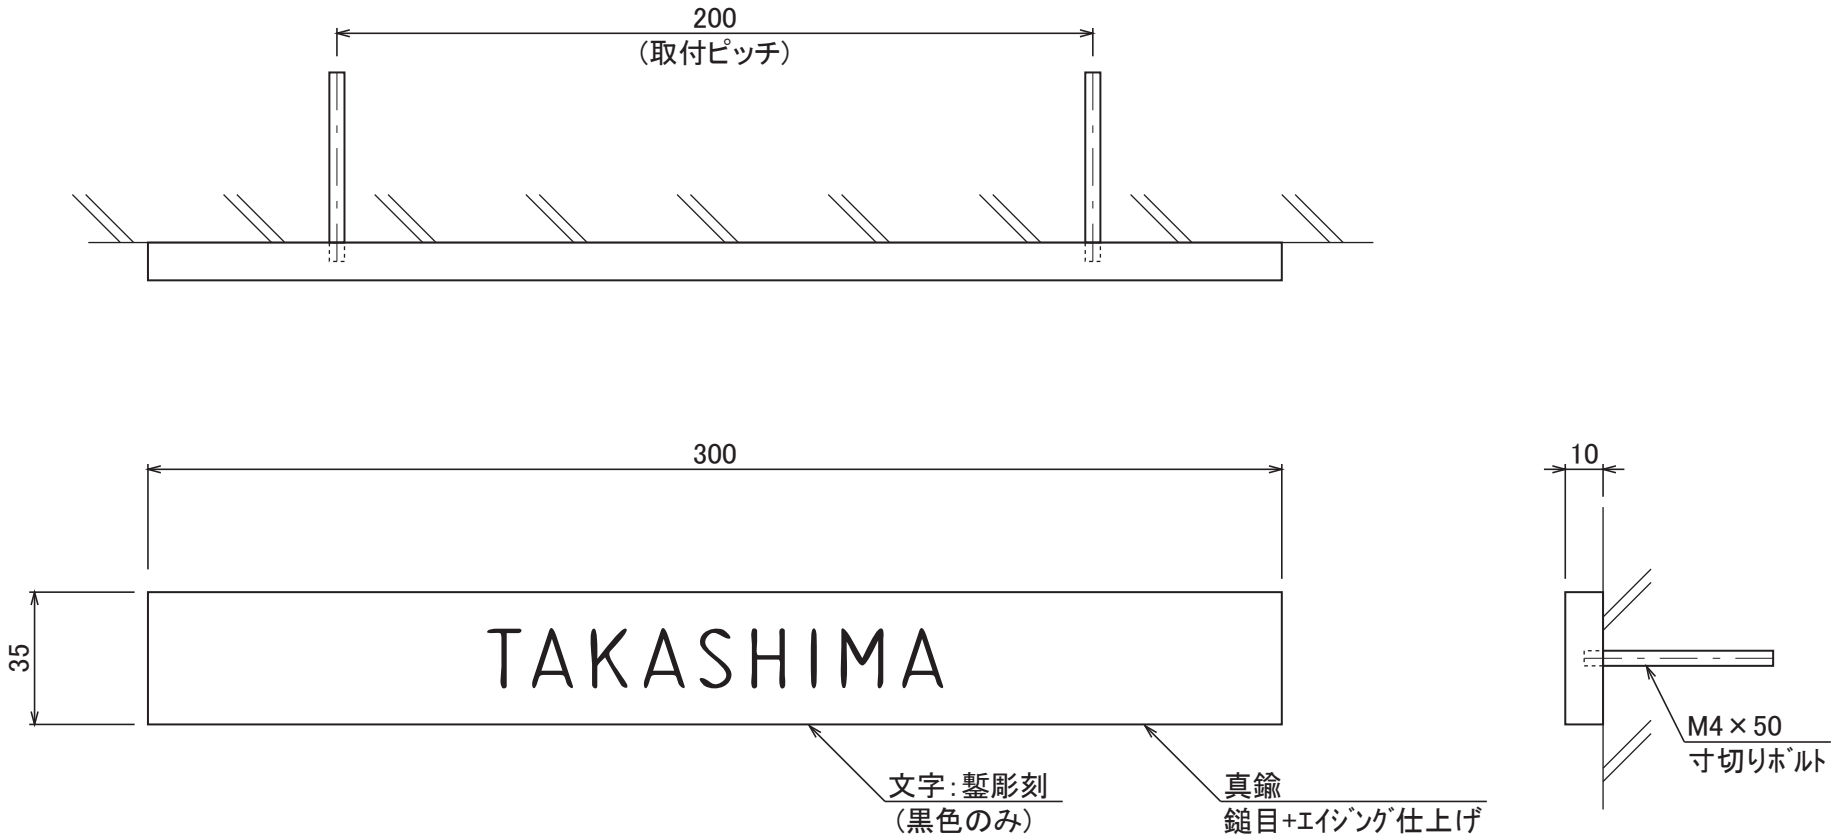 200
(取付ピッチ)
300
10
35
TAKASHIMA
M4×50
寸切りﾎﾞﾙﾄ
文字:鏨彫刻
(黒色のみ)
真鍮
鎚目+ｴｲｼﾞﾝｸﾞ仕上げ